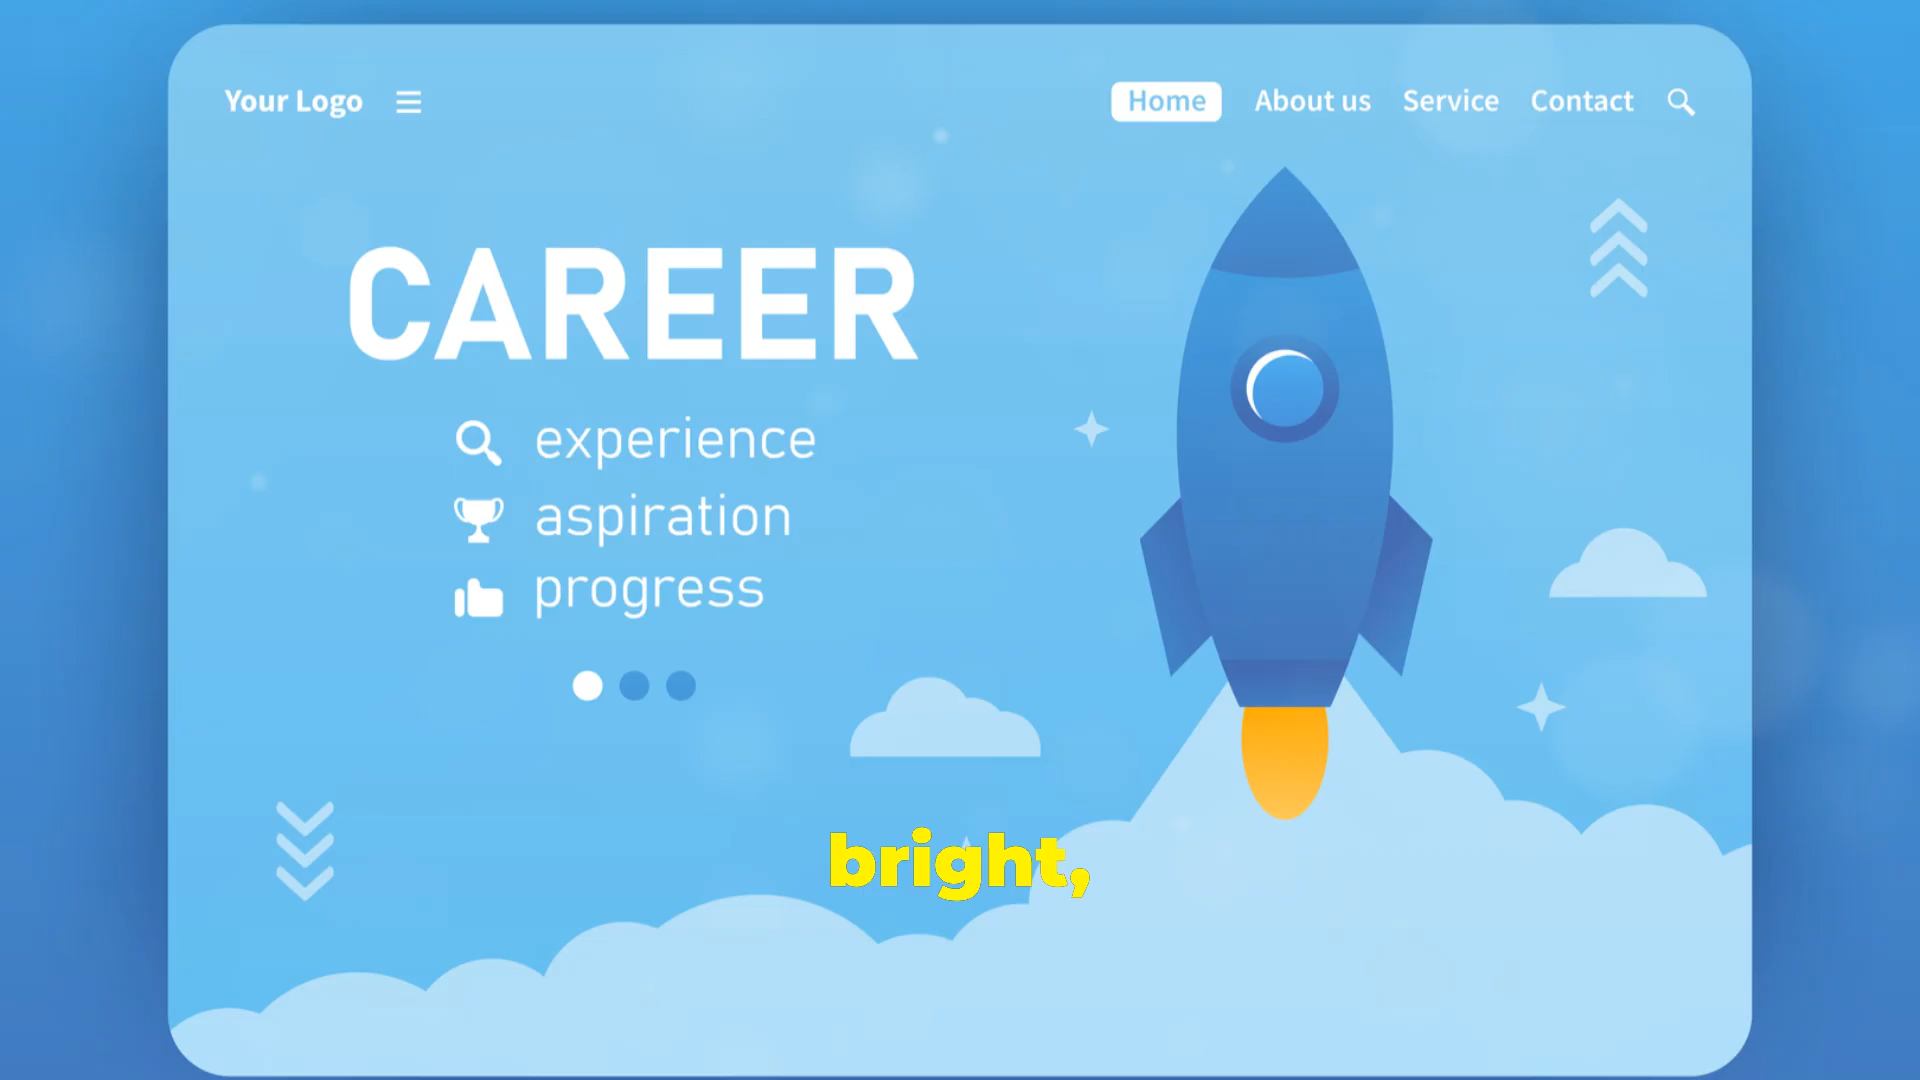 Your Logo Home About us Service Contact
CAREER
experience
aspiration
progress
bright,